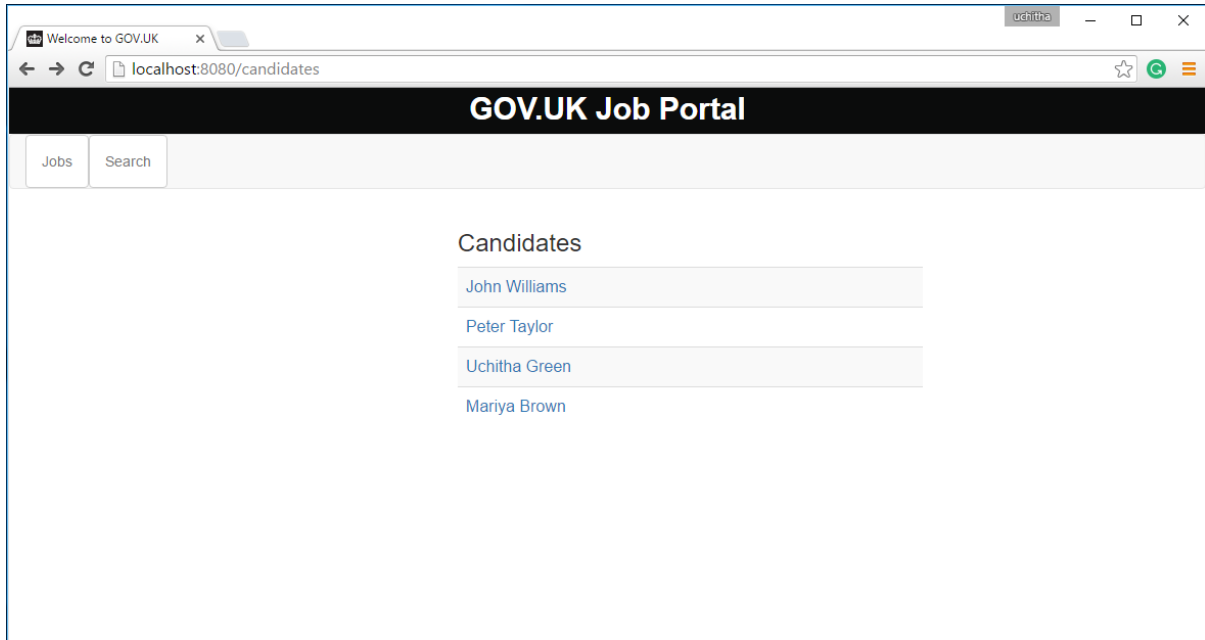 uchitha
Welcome to GOV.UK
localhost:8080/candidates
GOV.UK Job Portal
Jobs Search
Candidates
John Williams
Peter Taylor
Uchitha Green
Mariya Brown